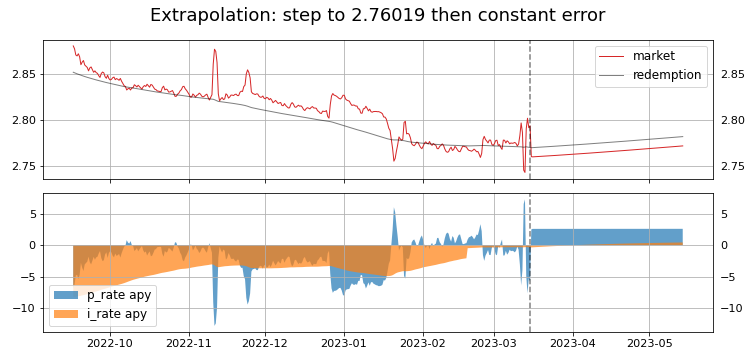 Extrapolation: step to 2.76019 then constant error
2.85
2.80
2.75
market
redemption
2.85
2.80
2.75
5
0
−5
−10
p_rate apy
i_rate apy
5
0
−5
−10
2022-10 2022-11 2022-12 2023-01 2023-02 2023-03 2023-04 2023-05